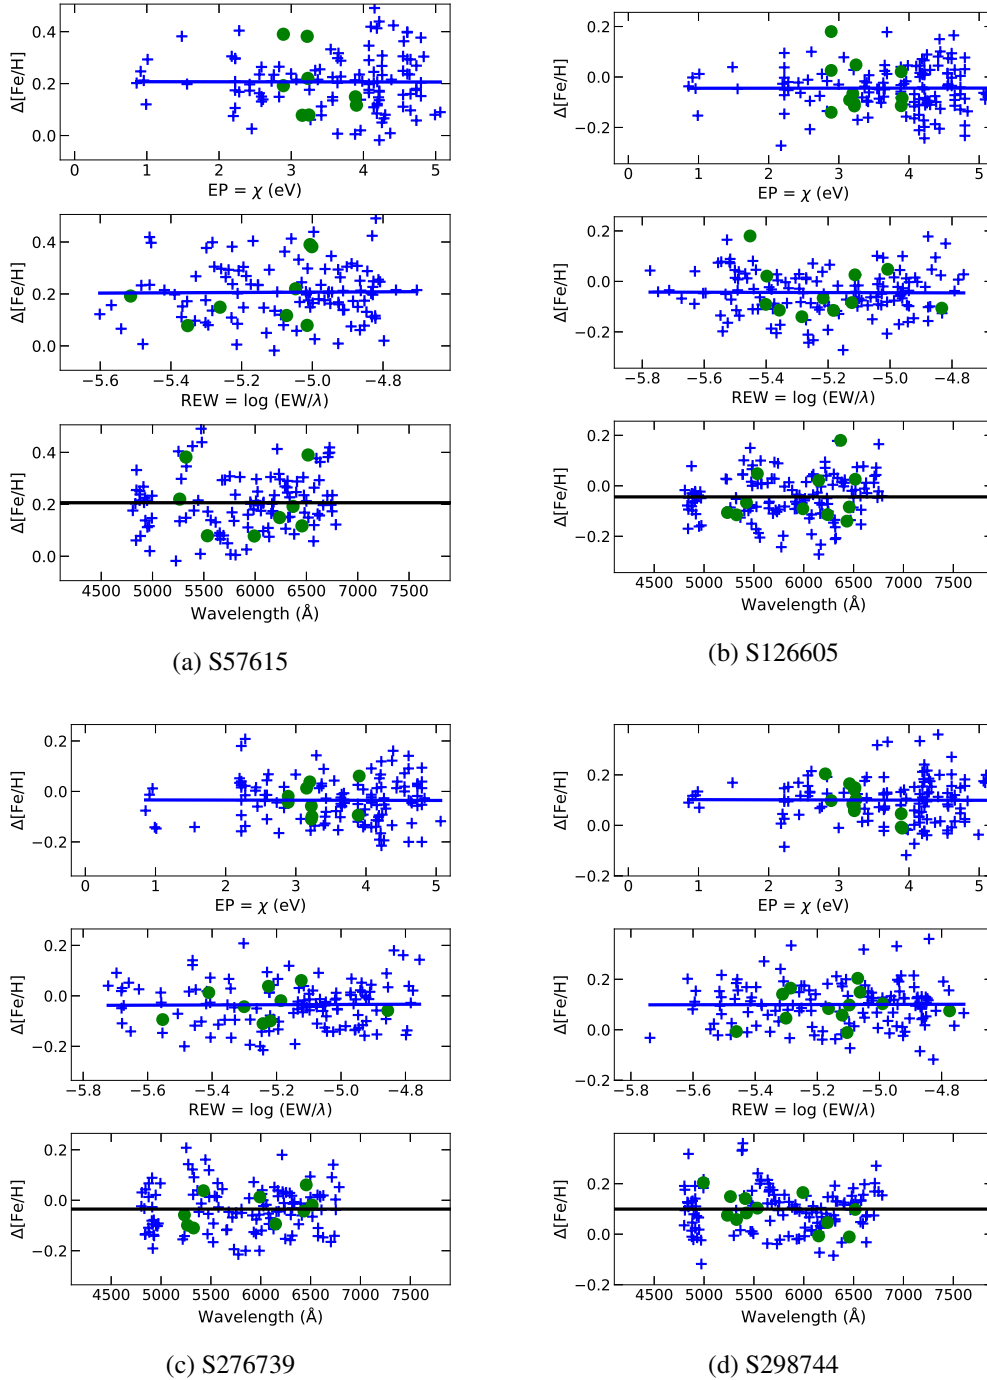 0.4
0.2
0.0
Δ[Fe/H]
0 1 2 3 4 5
EP = χ (eV)
0.4
0.2
0.0
Δ[Fe/H]
−5.6 −5.4 −5.2 −5.0 −4.8
REW = log (EW/λ)
0.4
0.2
0.0
Δ[Fe/H]
4500 5000 5500 6000 6500 7000 7500
Wavelength (Å)
(a) S57615
0.2
0.0
−0.2
Δ[Fe/H]
0 1 2 3 4 5
EP = χ (eV)
0.2
0.0
−0.2
Δ[Fe/H]
−5.8 −5.6 −5.4 −5.2 −5.0 −4.8
REW = log (EW/λ)
0.2
0.0
−0.2
Δ[Fe/H]
4500 5000 5500 6000 6500 7000 7500
Wavelength (Å)
(b) S126605
0.2
0.0
−0.2
Δ[Fe/H]
0 1 2 3 4 5
EP = χ (eV)
0.2
0.0
−0.2
Δ[Fe/H]
−5.8 −5.6 −5.4 −5.2 −5.0 −4.8
REW = log (EW/λ)
0.2
0.0
−0.2
Δ[Fe/H]
4500 5000 5500 6000 6500 7000 7500
Wavelength (Å)
(c) S276739
0.2
0.0
−0.2
Δ[Fe/H]
0 1 2 3 4 5
EP = χ (eV)
0.2
0.0
−0.2
Δ[Fe/H]
−5.8 −5.6 −5.4 −5.2 −5.0 −4.8
REW = log (EW/λ)
0.2
0.0
−0.2
Δ[Fe/H]
4500 5000 5500 6000 6500 7000 7500
Wavelength (Å)
(d) S298744